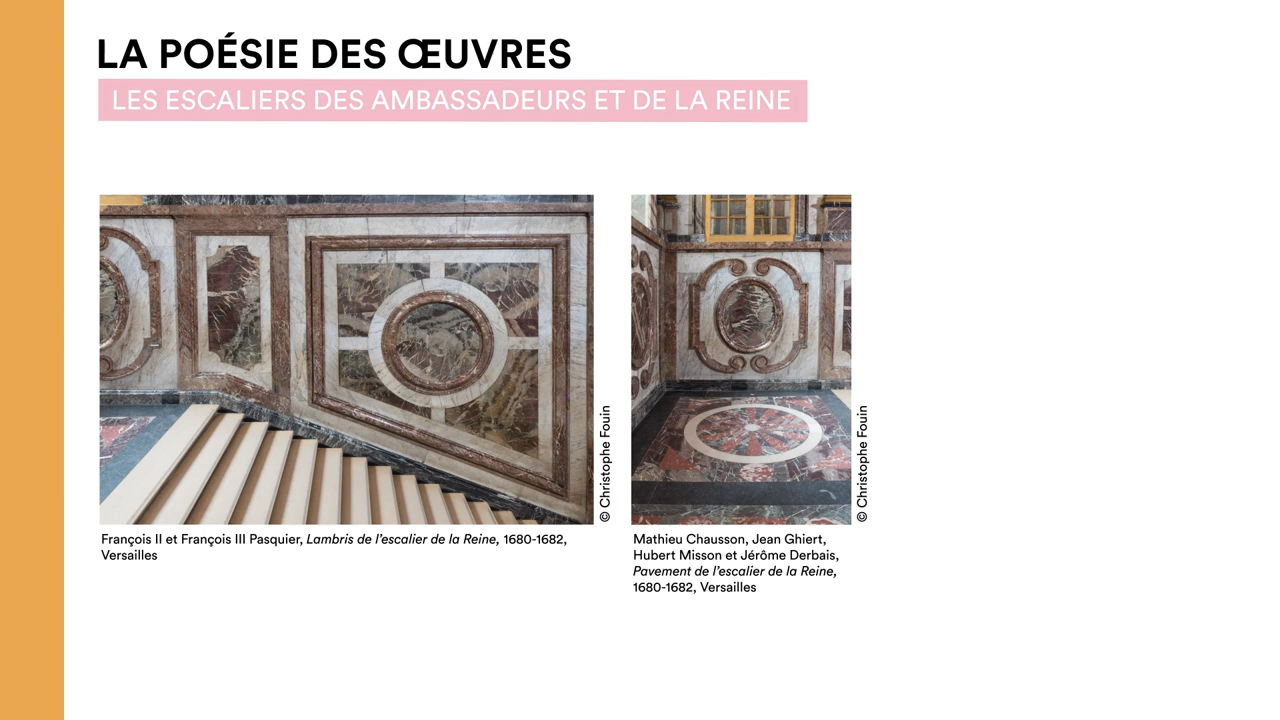 LA POÉSIE DES ŒUVRES
LES ESCALIERS DES AMBASSADEURS ET DE LA REINE
© Christophe Fouin
François II et François III Pasquier, Lambris de l’escalier de la Reine, 1680-1682,
Versailles
© Christophe Fouin
Mathieu Chausson, Jean Ghiert,
Hubert Misson et Jérôme Derbais,
Pavement de l’escalier de la Reine,
1680-1682, Versailles